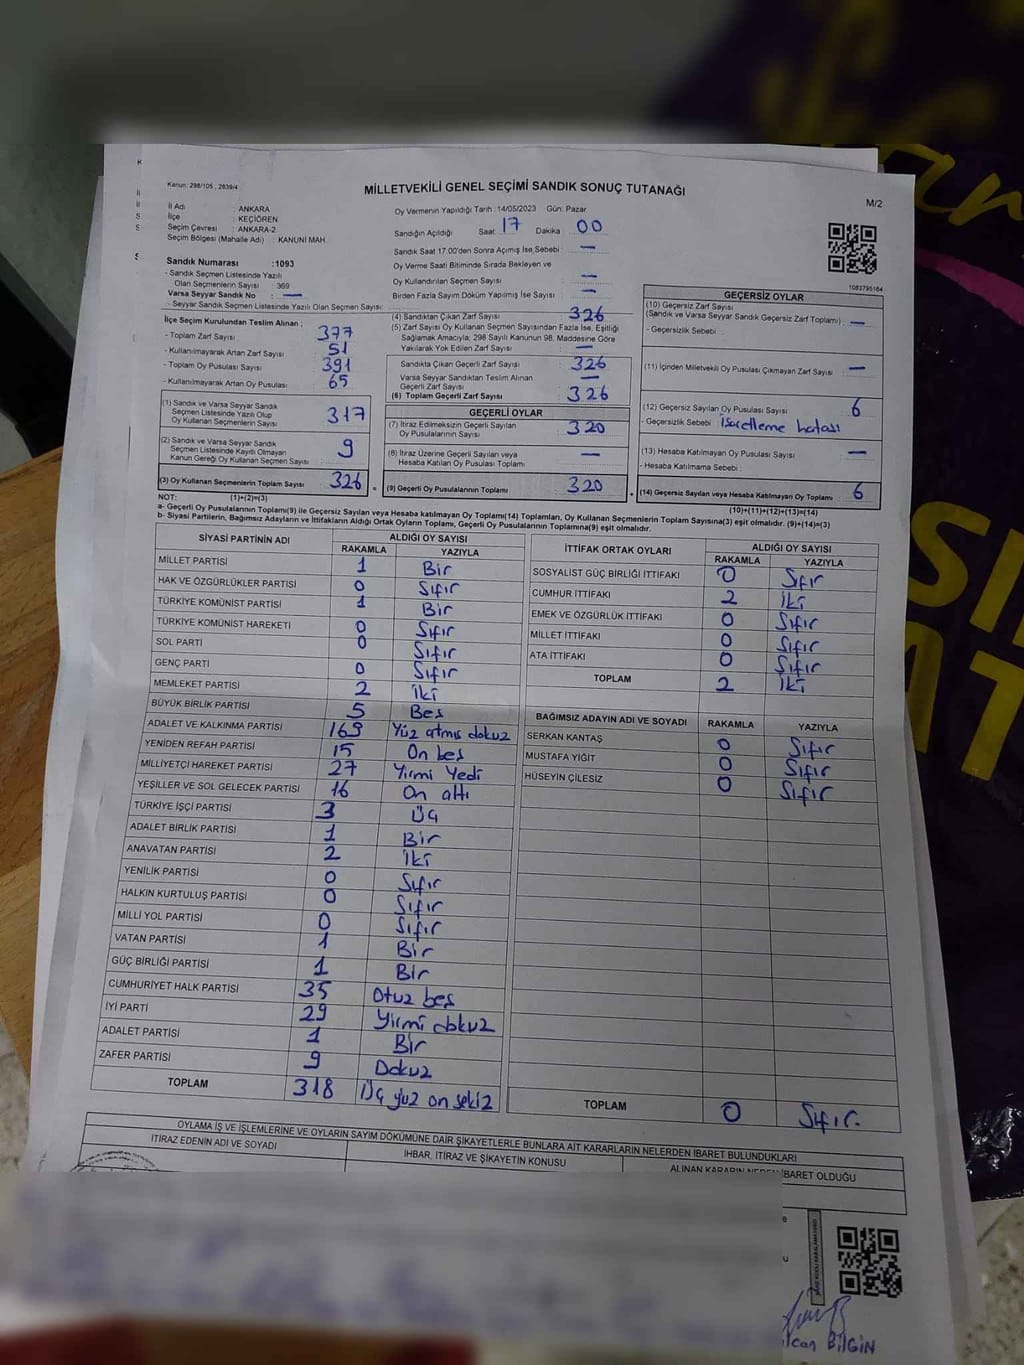 Kanun: 298/105 , 2839/4
MİLLETVEKİLİ GENEL SEÇİMİ SANDIK SONUÇ TUTANAĞI
M/2
İl Adı : ANKARA
İlçe : KEÇİÖREN
Seçim Çevresi : ANKARA-2
Seçim Bölgesi (Mahalle Adı) : KANUNİ MAH
Oy Vermenin Yapıldığı Tarih :14/05/2023 Gün: Pazar
Sandığın Açıldığı Saat 17 Dakika 00
Sandık Saat 17.00'den Sonra Açımış İse Sebebi : —
Oy Verme Saati Bitiminde Sırada Bekleyen ve
Oy Kullandırılan Seçmen Sayısı —
Birden Fazla Sayım Döküm Yapılmış İse Sayısı —
Sandık Numarası :1093
- Sandık Seçmen Listesinde Yazılı
Olan Seçmenlerin Sayısı : 369
Varsa Seyyar Sandık No : —
- Seyyar Sandık Seçmen Listesinde Yazılı Olan Seçmen Sayısı:
1083795164
İlçe Seçim Kurulundan Teslim Alınan ;
- Toplam Zarf Sayısı 377
- Kullanılmayarak Artan Zarf Sayısı 51
- Toplam Oy Pusulası Sayısı 391
- Kullanılmayarak Artan Oy Pusulası 65
(1) Sandık ve Varsa Seyyar Sandık
Seçmen Listesinde Yazılı Olup
Oy Kullanan Seçmenlerin Sayısı 317
(2) Sandık ve Varsa Seyyar Sandık
Seçmen Listesinde Kayıtlı Olmayan
Kanun Gereği Oy Kullanan Seçmen Sayısı 9
(3) Oy Kullanan Seçmenlerin Toplam Sayısı 326
(4) Sandıktan Çıkan Zarf Sayısı 326
(5) Zarf Sayısı Oy Kullanan Seçmen Sayısından Fazla İse, Eşitliği
Sağlamak Amacıyla; 298 Sayılı Kanunun 98. Maddesine Göre
Yakılarak Yok Edilen Zarf Sayısı —
Sandıkta Çıkan Geçerli Zarf Sayısı 326
Varsa Seyyar Sandıktan Teslim Alınan
Geçerli Zarf Sayısı —
(6) Toplam Geçerli Zarf Sayısı 326
GEÇERLİ OYLAR
(7) İtiraz Edilmeksizin Geçerli Sayılan
Oy Pusulalarının Sayısı 320
(8) İtiraz Üzerine Geçerli Sayılan veya
Hesaba Katılan Oy Pusulası Toplamı —
= (9) Geçerli Oy Pusulalarının Toplamı 320
GEÇERSİZ OYLAR
(10) Geçersiz Zarf Sayısı
(Sandık ve Varsa Seyyar Sandık Geçersiz Zarf Toplamı) : —
- Geçersizlik Sebebi :
(11) İçinden Milletvekili Oy Pusulası Çıkmayan Zarf Sayısı : —
(12) Geçersiz Sayılan Oy Pusulası Sayısı 6
- Geçersizlik Sebebi : işaretleme hatası
(13) Hesaba Katılmayan Oy Pusulası Sayısı —
- Hesaba Katılmama Sebebi :
+ (14) Geçersiz Sayılan veya Hesaba Katılmayan Oy Toplamı 6
NOT: (1)+(2)=(3)
(10)+(11)+(12)+(13)=(14)
a- Geçerli Oy Pusulalarının Toplamı(9) ile Geçersiz Sayılan veya Hesaba Katılmayan Oy Toplamı(14) Toplamları, Oy Kullanan Seçmenlerin Toplam Sayısına(3) eşit olmalıdır. (9)+(14)=(3)
b- Siyasi Partilerin, Bağımsız Adayların ve İttifakların Aldığı Ortak Oyların Toplamı, Geçerli Oy Pusulalarının Toplamına(9) eşit olmalıdır.
SİYASİ PARTİNİN ADI ALDIĞI OY SAYISI
RAKAMLA YAZIYLA
MİLLET PARTİSİ 1 Bir
HAK VE ÖZGÜRLÜKLER PARTİSİ 0 Sıfır
TÜRKİYE KOMÜNİST PARTİSİ 1 Bir
TÜRKİYE KOMÜNİST HAREKETİ 0 Sıfır
SOL PARTİ 0 Sıfır
GENÇ PARTİ 0 Sıfır
MEMLEKET PARTİSİ 2 İki
BÜYÜK BİRLİK PARTİSİ 5 Beş
ADALET VE KALKINMA PARTİSİ 169 Yüz atmış dokuz
YENİDEN REFAH PARTİSİ 15 On beş
MİLLİYETÇİ HAREKET PARTİSİ 27 Yirmi Yedi
YEŞİLLER VE SOL GELECEK PARTİSİ 16 On altı
TÜRKİYE İŞÇİ PARTİSİ 3 Üç
ADALET BİRLİK PARTİSİ 1 Bir
ANAVATAN PARTİSİ 2 İki
YENİLİK PARTİSİ 0 Sıfır
HALKIN KURTULUŞ PARTİSİ 0 Sıfır
MİLLİ YOL PARTİSİ 0 Sıfır
VATAN PARTİSİ 1 Bir
GÜÇ BİRLİĞİ PARTİSİ 1 Bir
CUMHURİYET HALK PARTİSİ 35 Otuz beş
İYİ PARTİ 29 Yirmi dokuz
ADALET PARTİSİ 1 Bir
ZAFER PARTİSİ 9 Dokuz
TOPLAM 318 Üç yüz on sekiz
İTTİFAK ORTAK OYLARI ALDIĞI OY SAYISI
RAKAMLA YAZIYLA
SOSYALİST GÜÇ BİRLİĞİ İTTİFAKI 0 Sıfır
CUMHUR İTTİFAKI 2 İki
EMEK VE ÖZGÜRLÜK İTTİFAKI 0 Sıfır
MİLLET İTTİFAKI 0 Sıfır
ATA İTTİFAKI 0 Sıfır
TOPLAM 2 İki
BAĞIMSIZ ADAYIN ADI VE SOYADI RAKAMLA YAZIYLA
SERKAN KANTAŞ 0 Sıfır
MUSTAFA YİĞİT 0 Sıfır
HÜSEYİN ÇİLESİZ 0 Sıfır
TOPLAM 0 Sıfır.
OYLAMA İŞ VE İŞLEMLERİNE VE OYLARIN SAYIM DÖKÜMÜNE DAİR ŞİKAYETLERLE BUNLARA AİT KARARLARIN NELERDEN İBARET BULUNDUKLARI
İTİRAZ EDENİN ADI VE SOYADI İHBAR, İTİRAZ VE ŞİKAYETİN KONUSU ALINAN KARARIN NEDEN İBARET OLDUĞU
BİLGİN